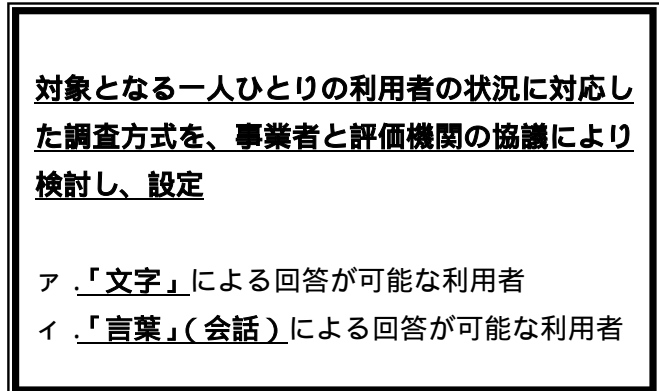 対象となる一人ひとりの利用者の状況に対応し
た調査方式を、事業者と評価機関の協議により
検討し、設定
ア．「文字」による回答が可能な利用者
イ．「言葉」（会話）による回答が可能な利用者